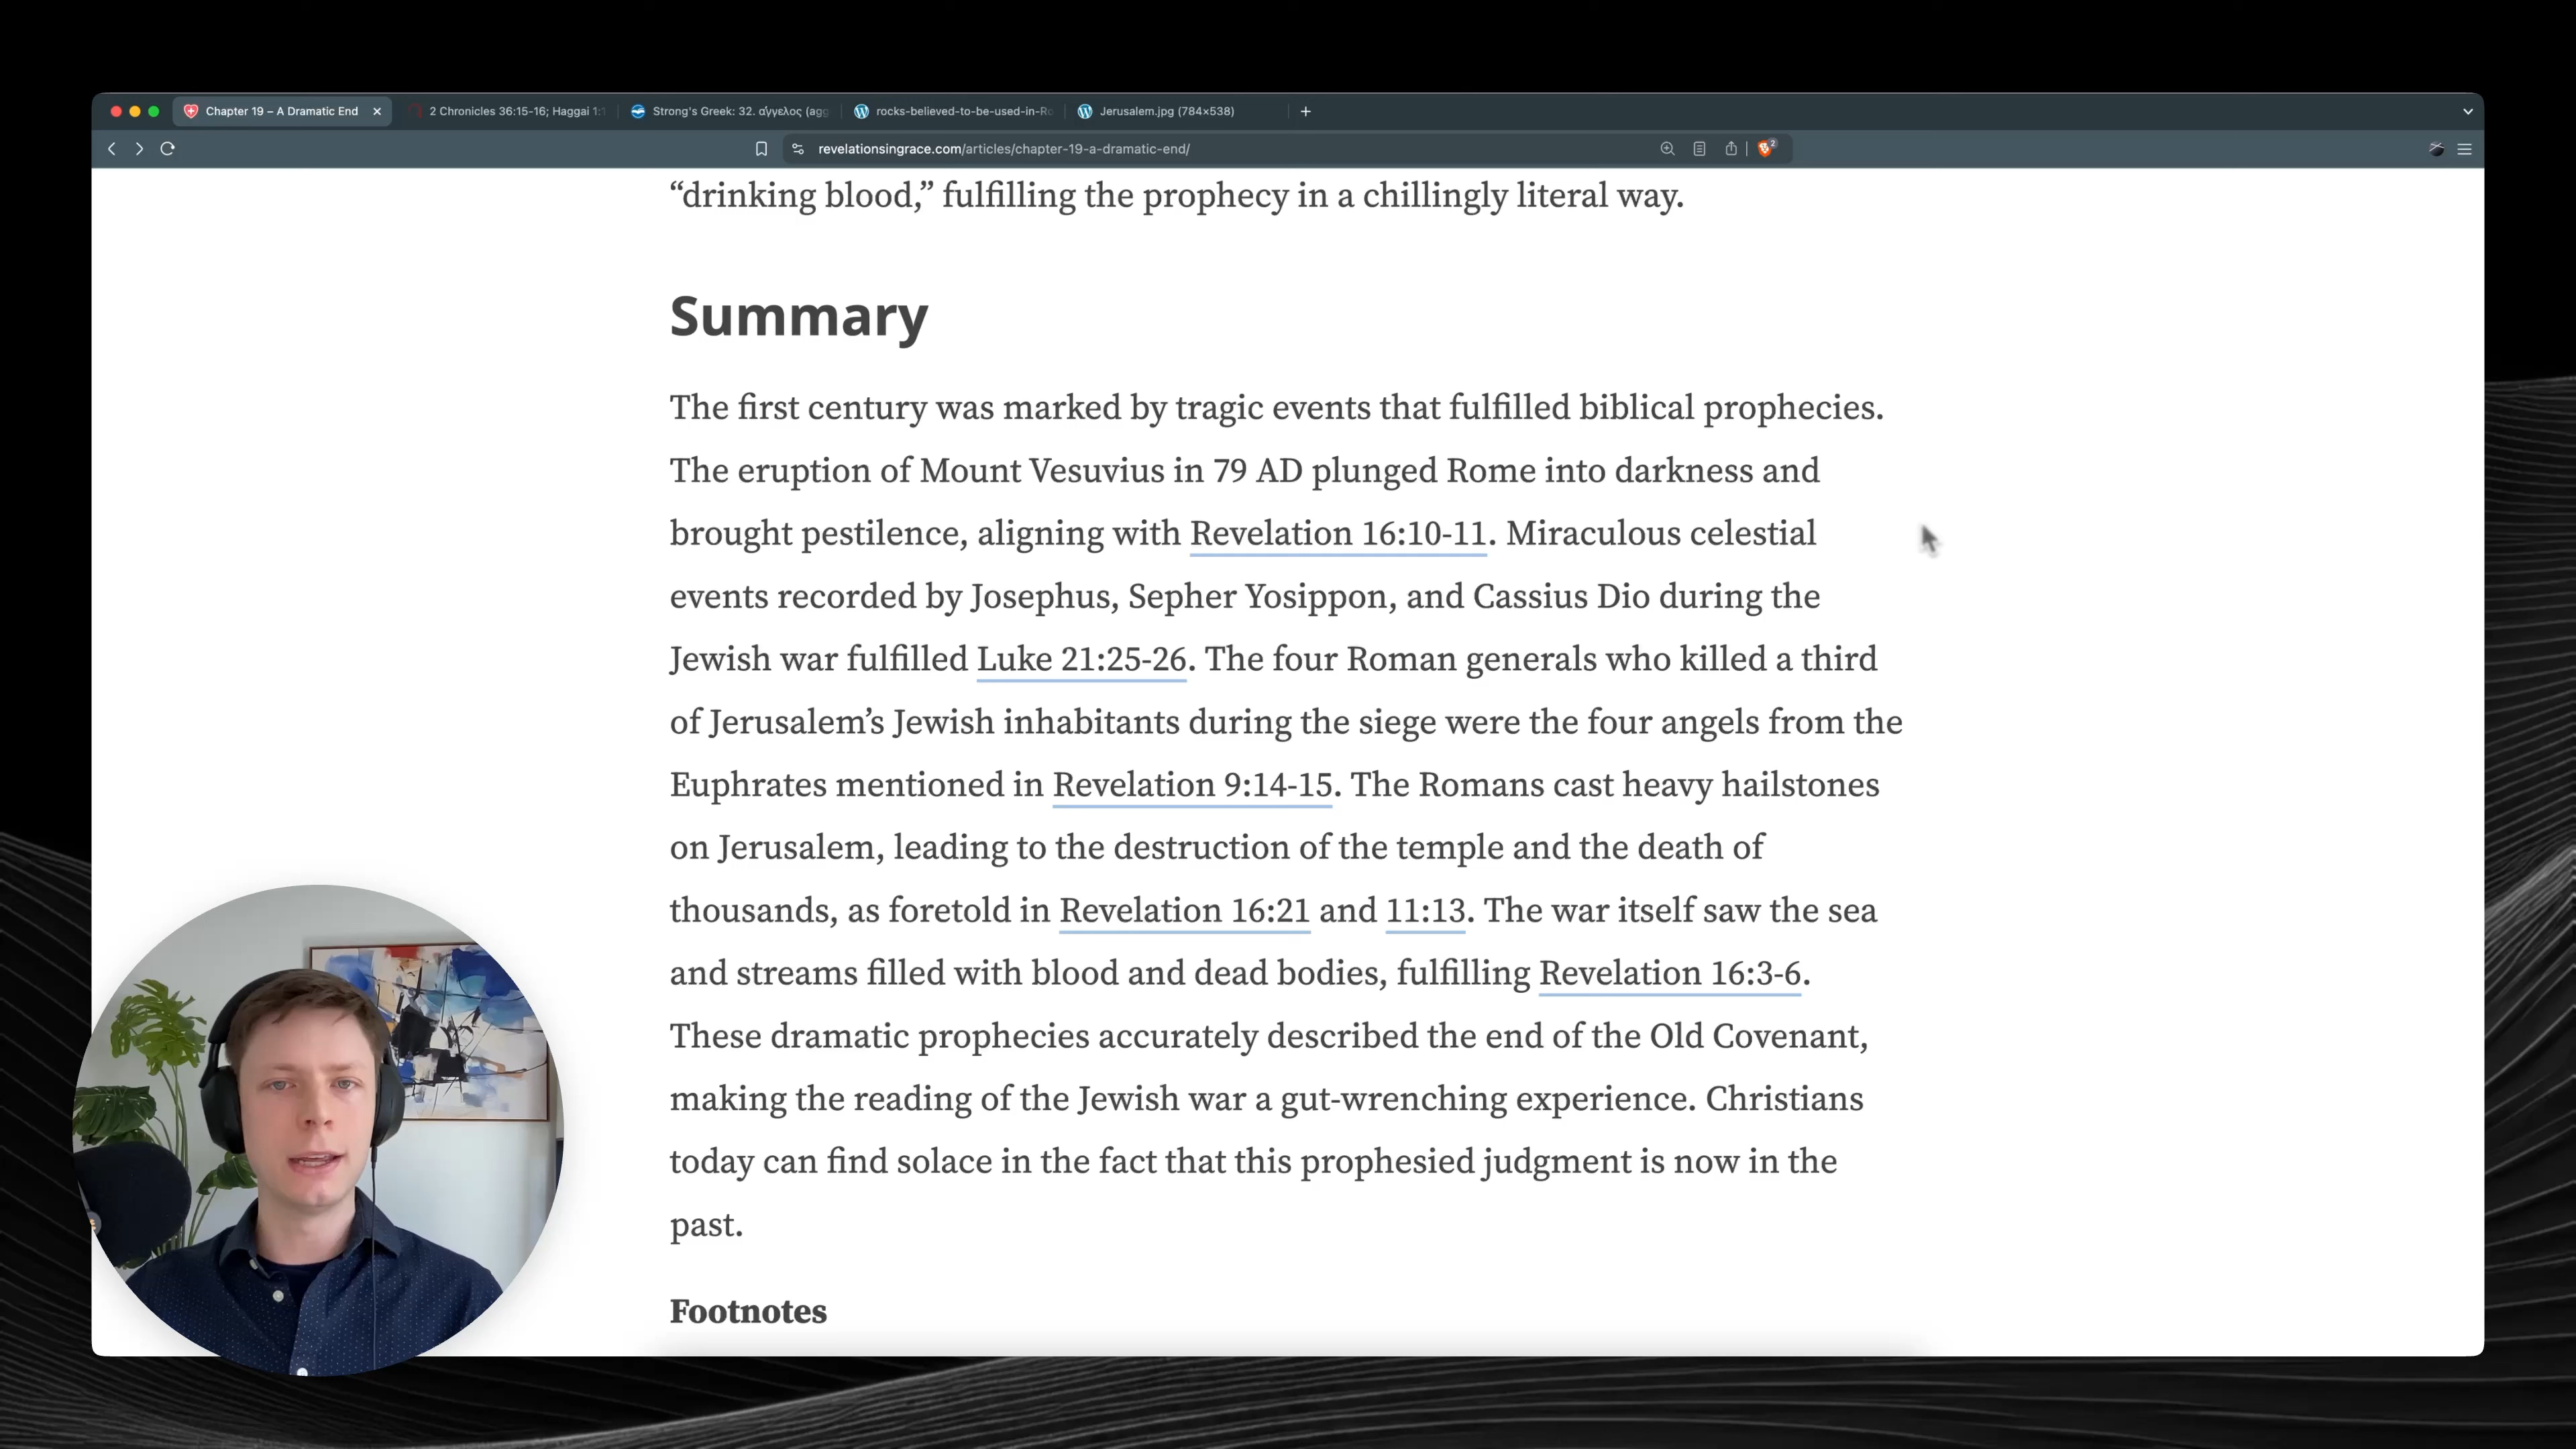 Chapter 19 – A Dramatic End
2 Chronicles 36:15-16; Haggai 1:1
Strong's Greek: 32. ἄγγελος (agg
rocks-believed-to-be-used-in-Ro
Jerusalem.jpg (784×538)
revelationsingrace.com/articles/chapter-19-a-dramatic-end/
2
“drinking blood,” fulfilling the prophecy in a chillingly literal way.
Summary
The first century was marked by tragic events that fulfilled biblical prophecies.
The eruption of Mount Vesuvius in 79 AD plunged Rome into darkness and
brought pestilence, aligning with Revelation 16:10-11. Miraculous celestial
events recorded by Josephus, Sepher Yosippon, and Cassius Dio during the
Jewish war fulfilled Luke 21:25-26. The four Roman generals who killed a third
of Jerusalem’s Jewish inhabitants during the siege were the four angels from the
Euphrates mentioned in Revelation 9:14-15. The Romans cast heavy hailstones
on Jerusalem, leading to the destruction of the temple and the death of
thousands, as foretold in Revelation 16:21 and 11:13. The war itself saw the sea
and streams filled with blood and dead bodies, fulfilling Revelation 16:3-6.
These dramatic prophecies accurately described the end of the Old Covenant,
making the reading of the Jewish war a gut-wrenching experience. Christians
today can find solace in the fact that this prophesied judgment is now in the
past.
Footnotes